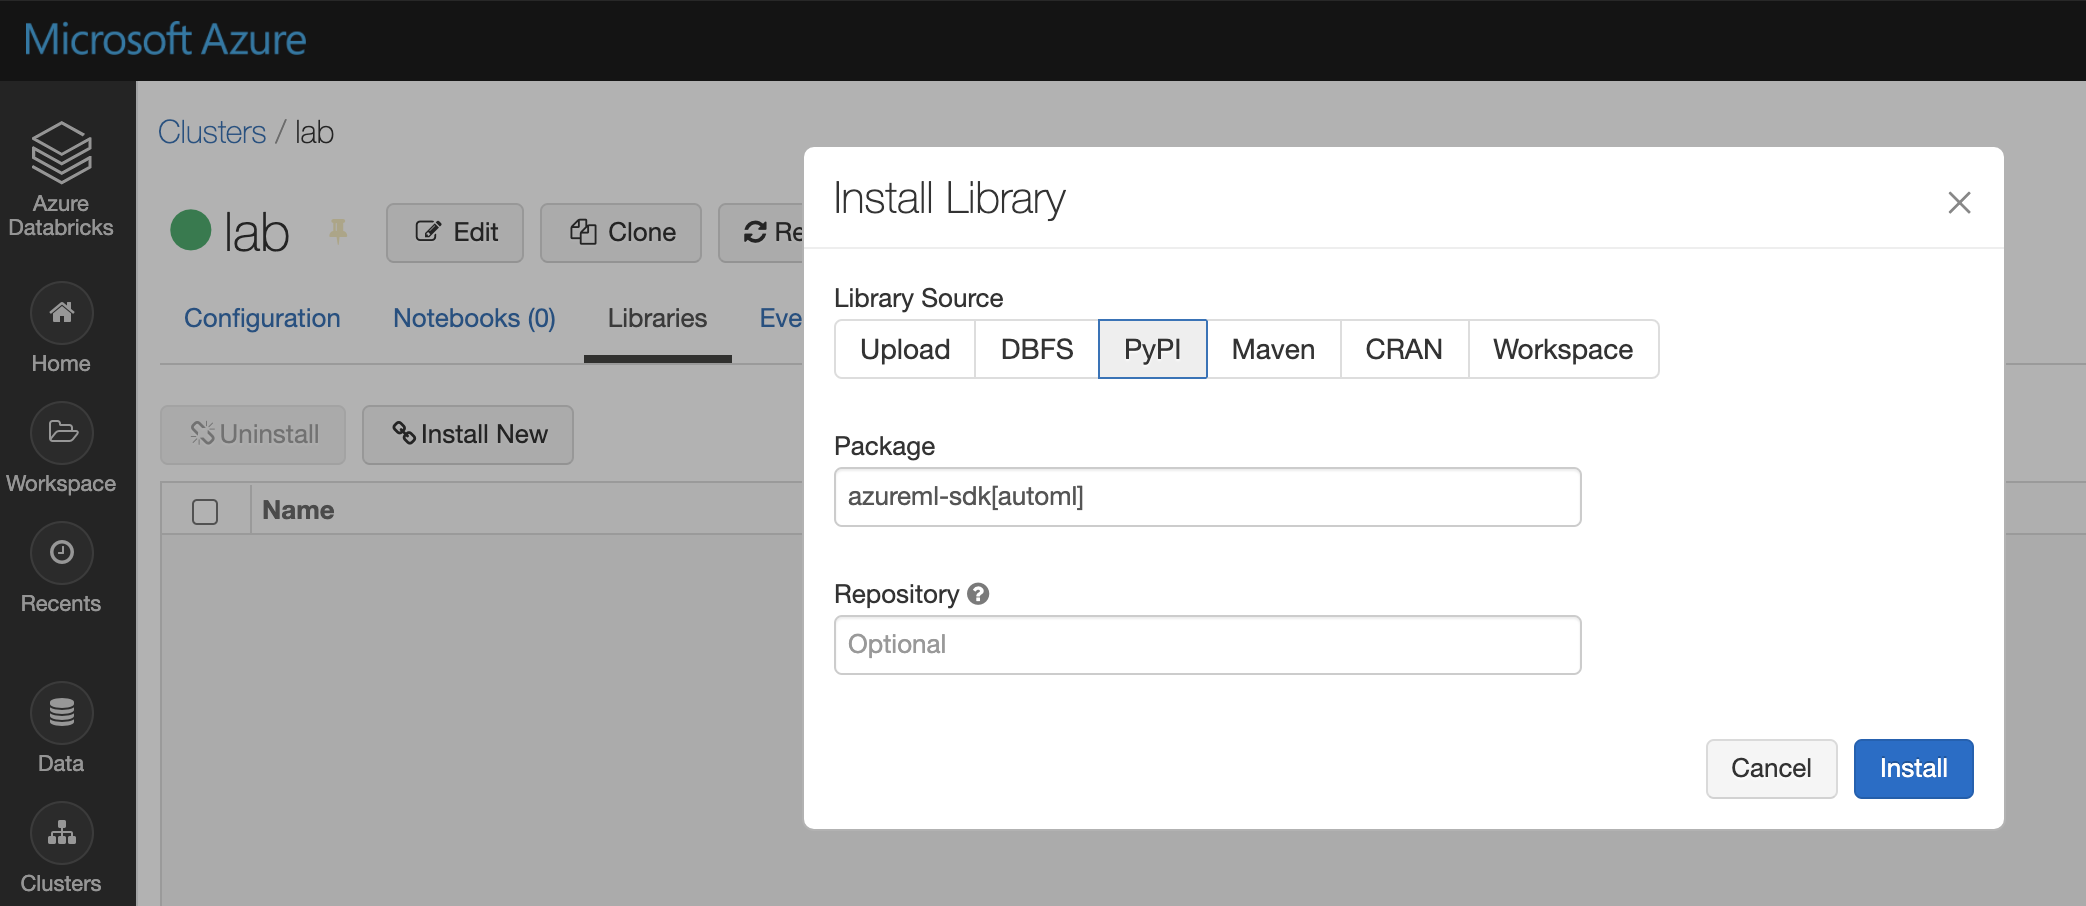 Microsoft Azure
Azure
Databricks
Home
Workspace
Recents
Data
Clusters
Clusters / lab
lab
Edit
Clone
Re
Configuration
Notebooks (0)
Libraries
Eve
Uninstall
Install New
Name
Install Library
Library Source
Upload
DBFS
PyPI
Maven
CRAN
Workspace
Package
azureml-sdk[automl]
Repository
Optional
Cancel
Install